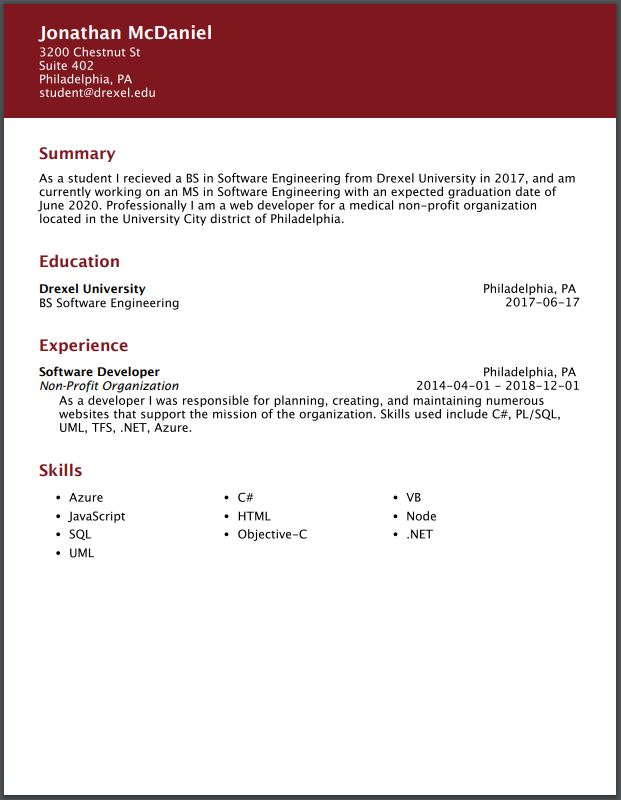 Jonathan McDaniel
3200 Chestnut St
Suite 402
Philadelphia, PA
student@drexel.edu
Summary
As a student I recieved a BS in Software Engineering from Drexel University in 2017, and am
currently working on an MS in Software Engineering with an expected graduation date of
June 2020. Professionally I am a web developer for a medical non-profit organization
located in the University City district of Philadelphia.
Education
Drexel University Philadelphia, PA
BS Software Engineering 2017-06-17
Experience
Software Developer Philadelphia, PA
Non-Profit Organization 2014-04-01 - 2018-12-01
As a developer I was responsible for planning, creating, and maintaining numerous
websites that support the mission of the organization. Skills used include C#, PL/SQL,
UML, TFS, .NET, Azure.
Skills
• Azure • C# • VB
• JavaScript • HTML • Node
• SQL • Objective-C • .NET
• UML